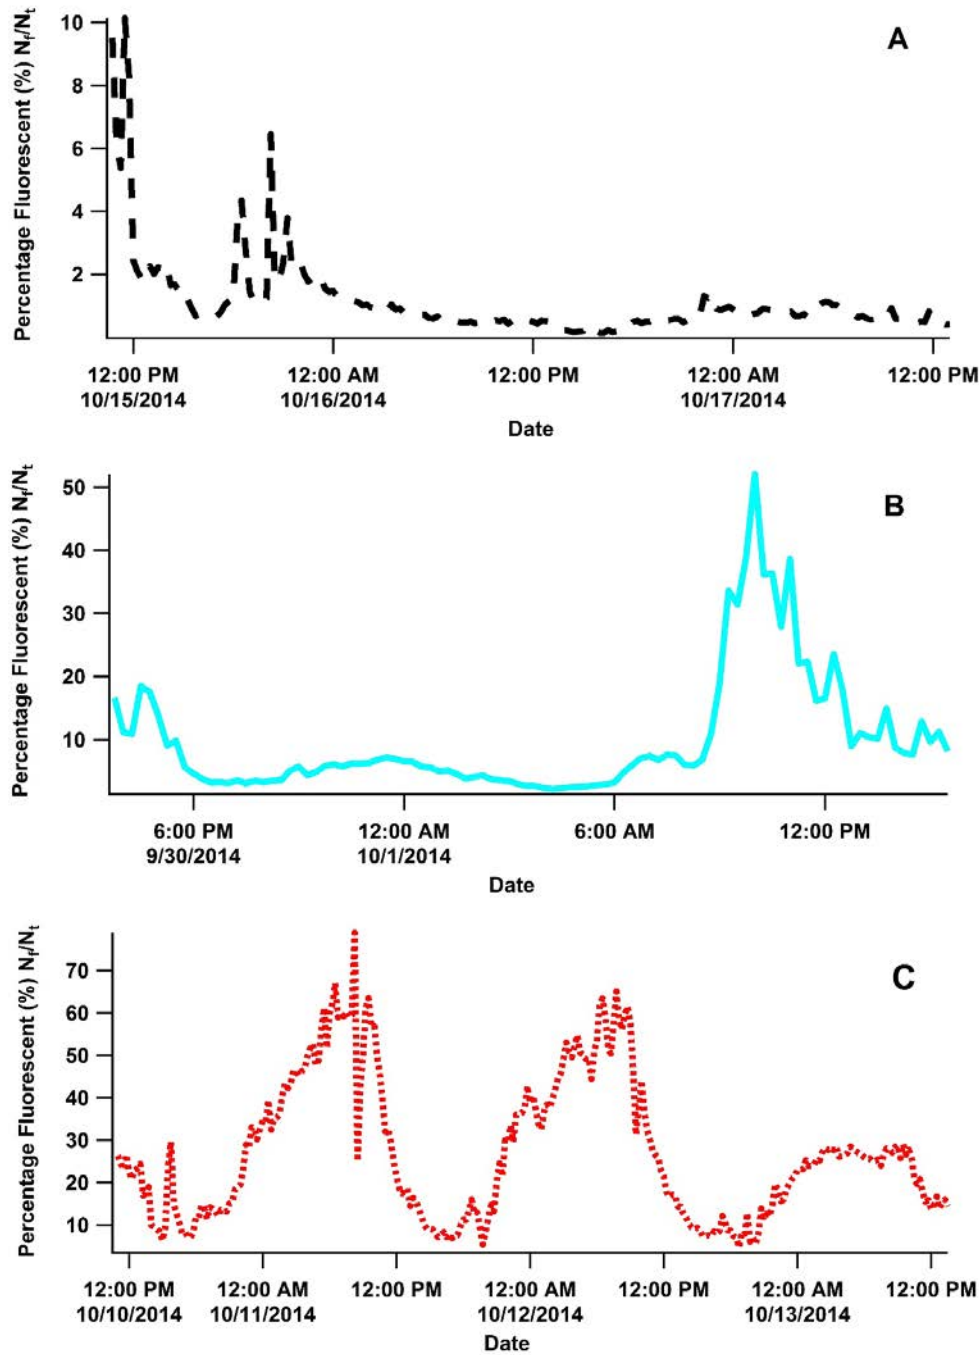 Percentage Fluorescent (%) Nf/Nt
10
8
6
4
2
A
12:00 PM 12:00 AM 12:00 PM 12:00 AM 12:00 PM
10/15/2014 10/16/2014 10/17/2014
Date
Percentage Fluorescent (%) Nf/Nt
50
40
30
20
10
B
6:00 PM 12:00 AM 6:00 AM 12:00 PM
9/30/2014 10/1/2014
Date
Percentage Fluorescent (%) Nf/Nt
70
60
50
40
30
20
10
C
12:00 PM 12:00 AM 12:00 PM 12:00 AM 12:00 PM 12:00 AM 12:00 PM
10/10/2014 10/11/2014 10/12/2014 10/13/2014
Date